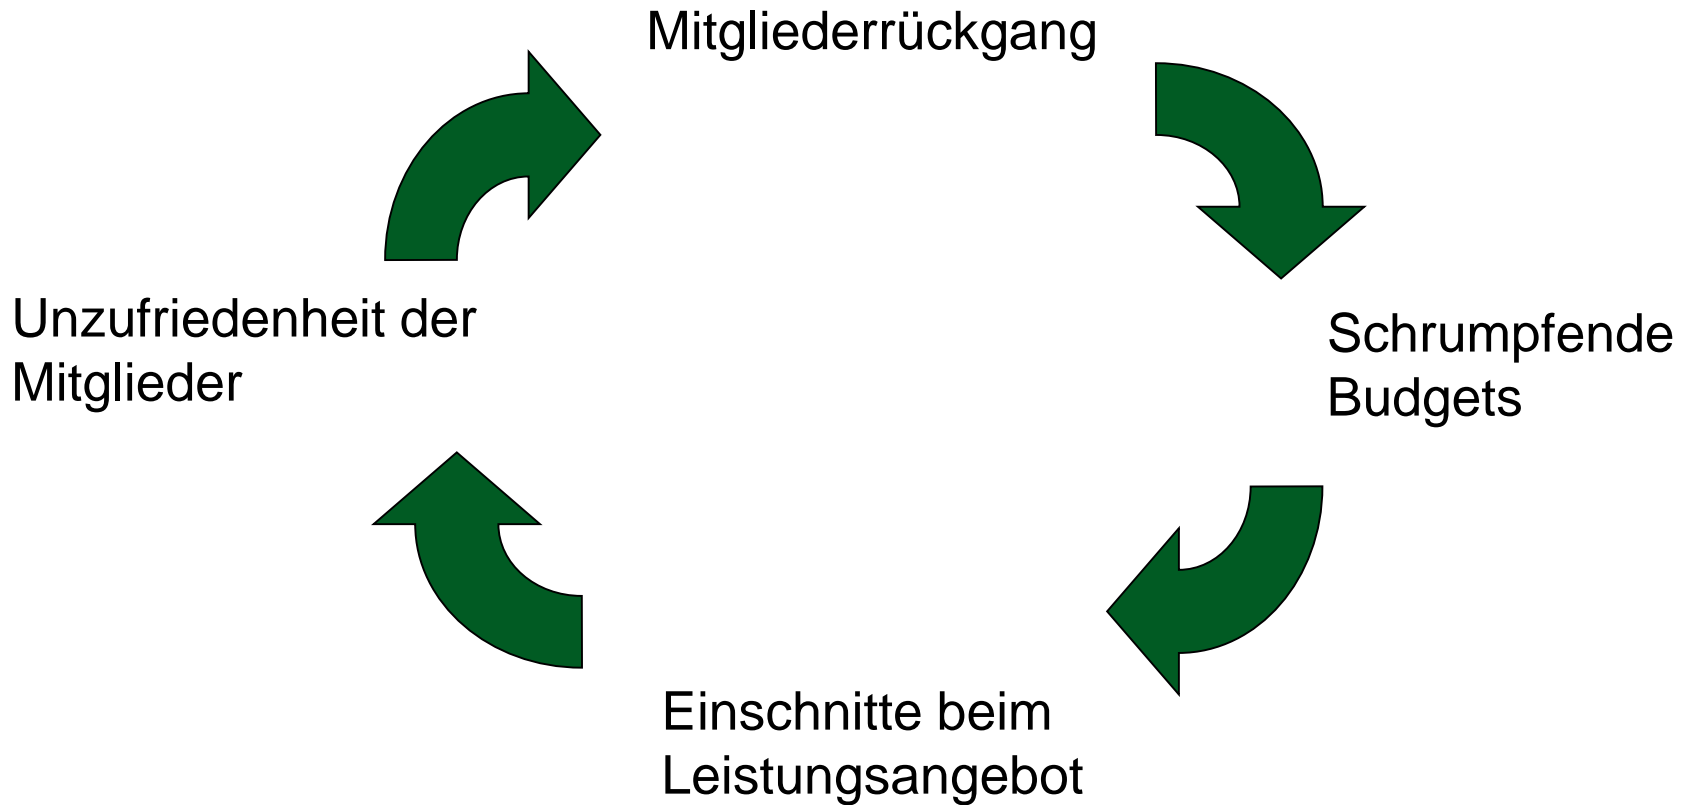 Mitgliederrückgang
Unzufriedenheit der
Mitglieder
Schrumpfende
Budgets
Einschnitte beim
Leistungsangebot